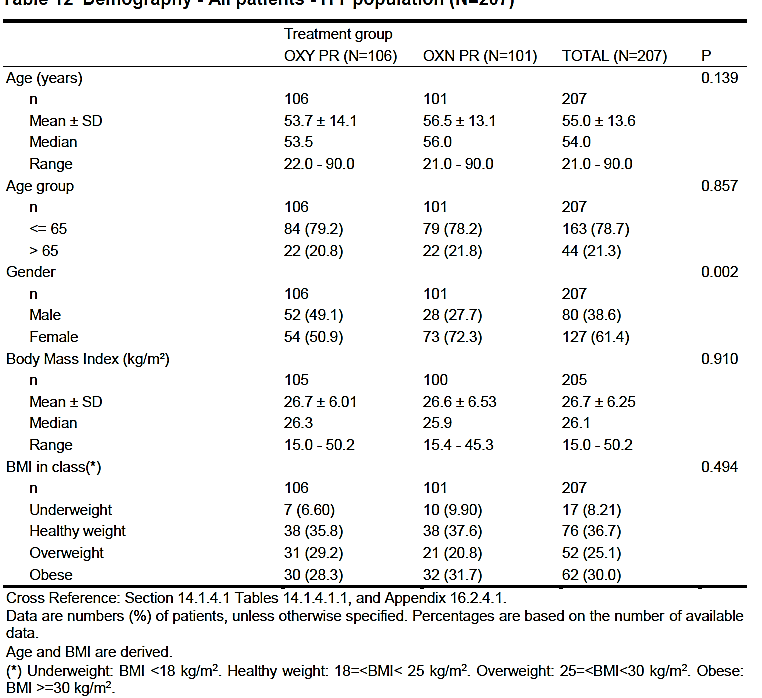 Table 12 Demography - All patients - ITT population (N=207)
Treatment group
OXY PR (N=106) OXN PR (N=101) TOTAL (N=207) P
Age (years) 0.139
n 106 101 207
Mean ± SD 53.7 ± 14.1 56.5 ± 13.1 55.0 ± 13.6
Median 53.5 56.0 54.0
Range 22.0 - 90.0 21.0 - 90.0 21.0 - 90.0
Age group 0.857
n 106 101 207
<= 65 84 (79.2) 79 (78.2) 163 (78.7)
> 65 22 (20.8) 22 (21.8) 44 (21.3)
Gender 0.002
n 106 101 207
Male 52 (49.1) 28 (27.7) 80 (38.6)
Female 54 (50.9) 73 (72.3) 127 (61.4)
Body Mass Index (kg/m²) 0.910
n 105 100 205
Mean ± SD 26.7 ± 6.01 26.6 ± 6.53 26.7 ± 6.25
Median 26.3 25.9 26.1
Range 15.0 - 50.2 15.4 - 45.3 15.0 - 50.2
BMI in class(*) 0.494
n 106 101 207
Underweight 7 (6.60) 10 (9.90) 17 (8.21)
Healthy weight 38 (35.8) 38 (37.6) 76 (36.7)
Overweight 31 (29.2) 21 (20.8) 52 (25.1)
Obese 30 (28.3) 32 (31.7) 62 (30.0)
Cross Reference: Section 14.1.4.1 Tables 14.1.4.1.1, and Appendix 16.2.4.1.
Data are numbers (%) of patients, unless otherwise specified. Percentages are based on the number of available
data.
Age and BMI are derived.
(*) Underweight: BMI <18 kg/m². Healthy weight: 18=<BMI< 25 kg/m². Overweight: 25=<BMI<30 kg/m². Obese:
BMI >=30 kg/m².